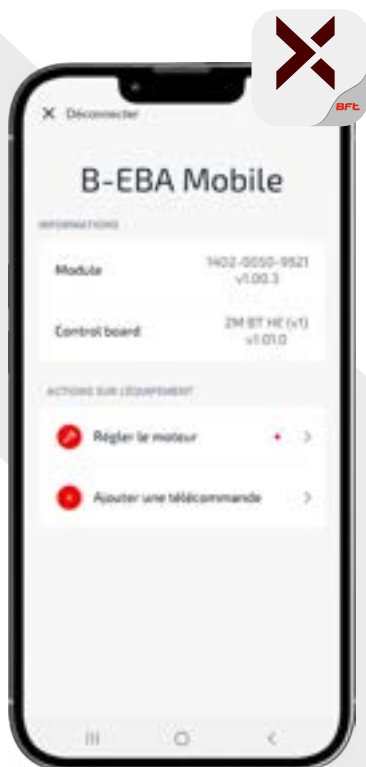 BFt
Déconnecter
B-EBA Mobile
INFORMATIONS
Module
1402-0050-9821
v1.00.3
Control board
2M BT HE (v1)
v1.01.0
ACTIONS SUR L'ÉQUIPEMENT
Régler le moteur
Ajouter une télécommande